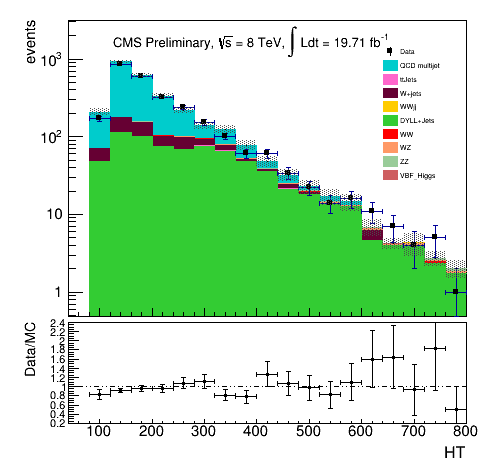 CMS Preliminary, √s = 8 TeV, ∫ Ldt = 19.71 fb⁻¹
events
10³
10²
10
1
Data
QCD multijet
ttJets
W+jets
WWjj
DYLL+Jets
WW
WZ
ZZ
VBF_Higgs
Data/MC
2.4
2.2
2
1.8
1.6
1.4
1.2
1
0.8
0.6
0.4
0.2
100 200 300 400 500 600 700 800
HT